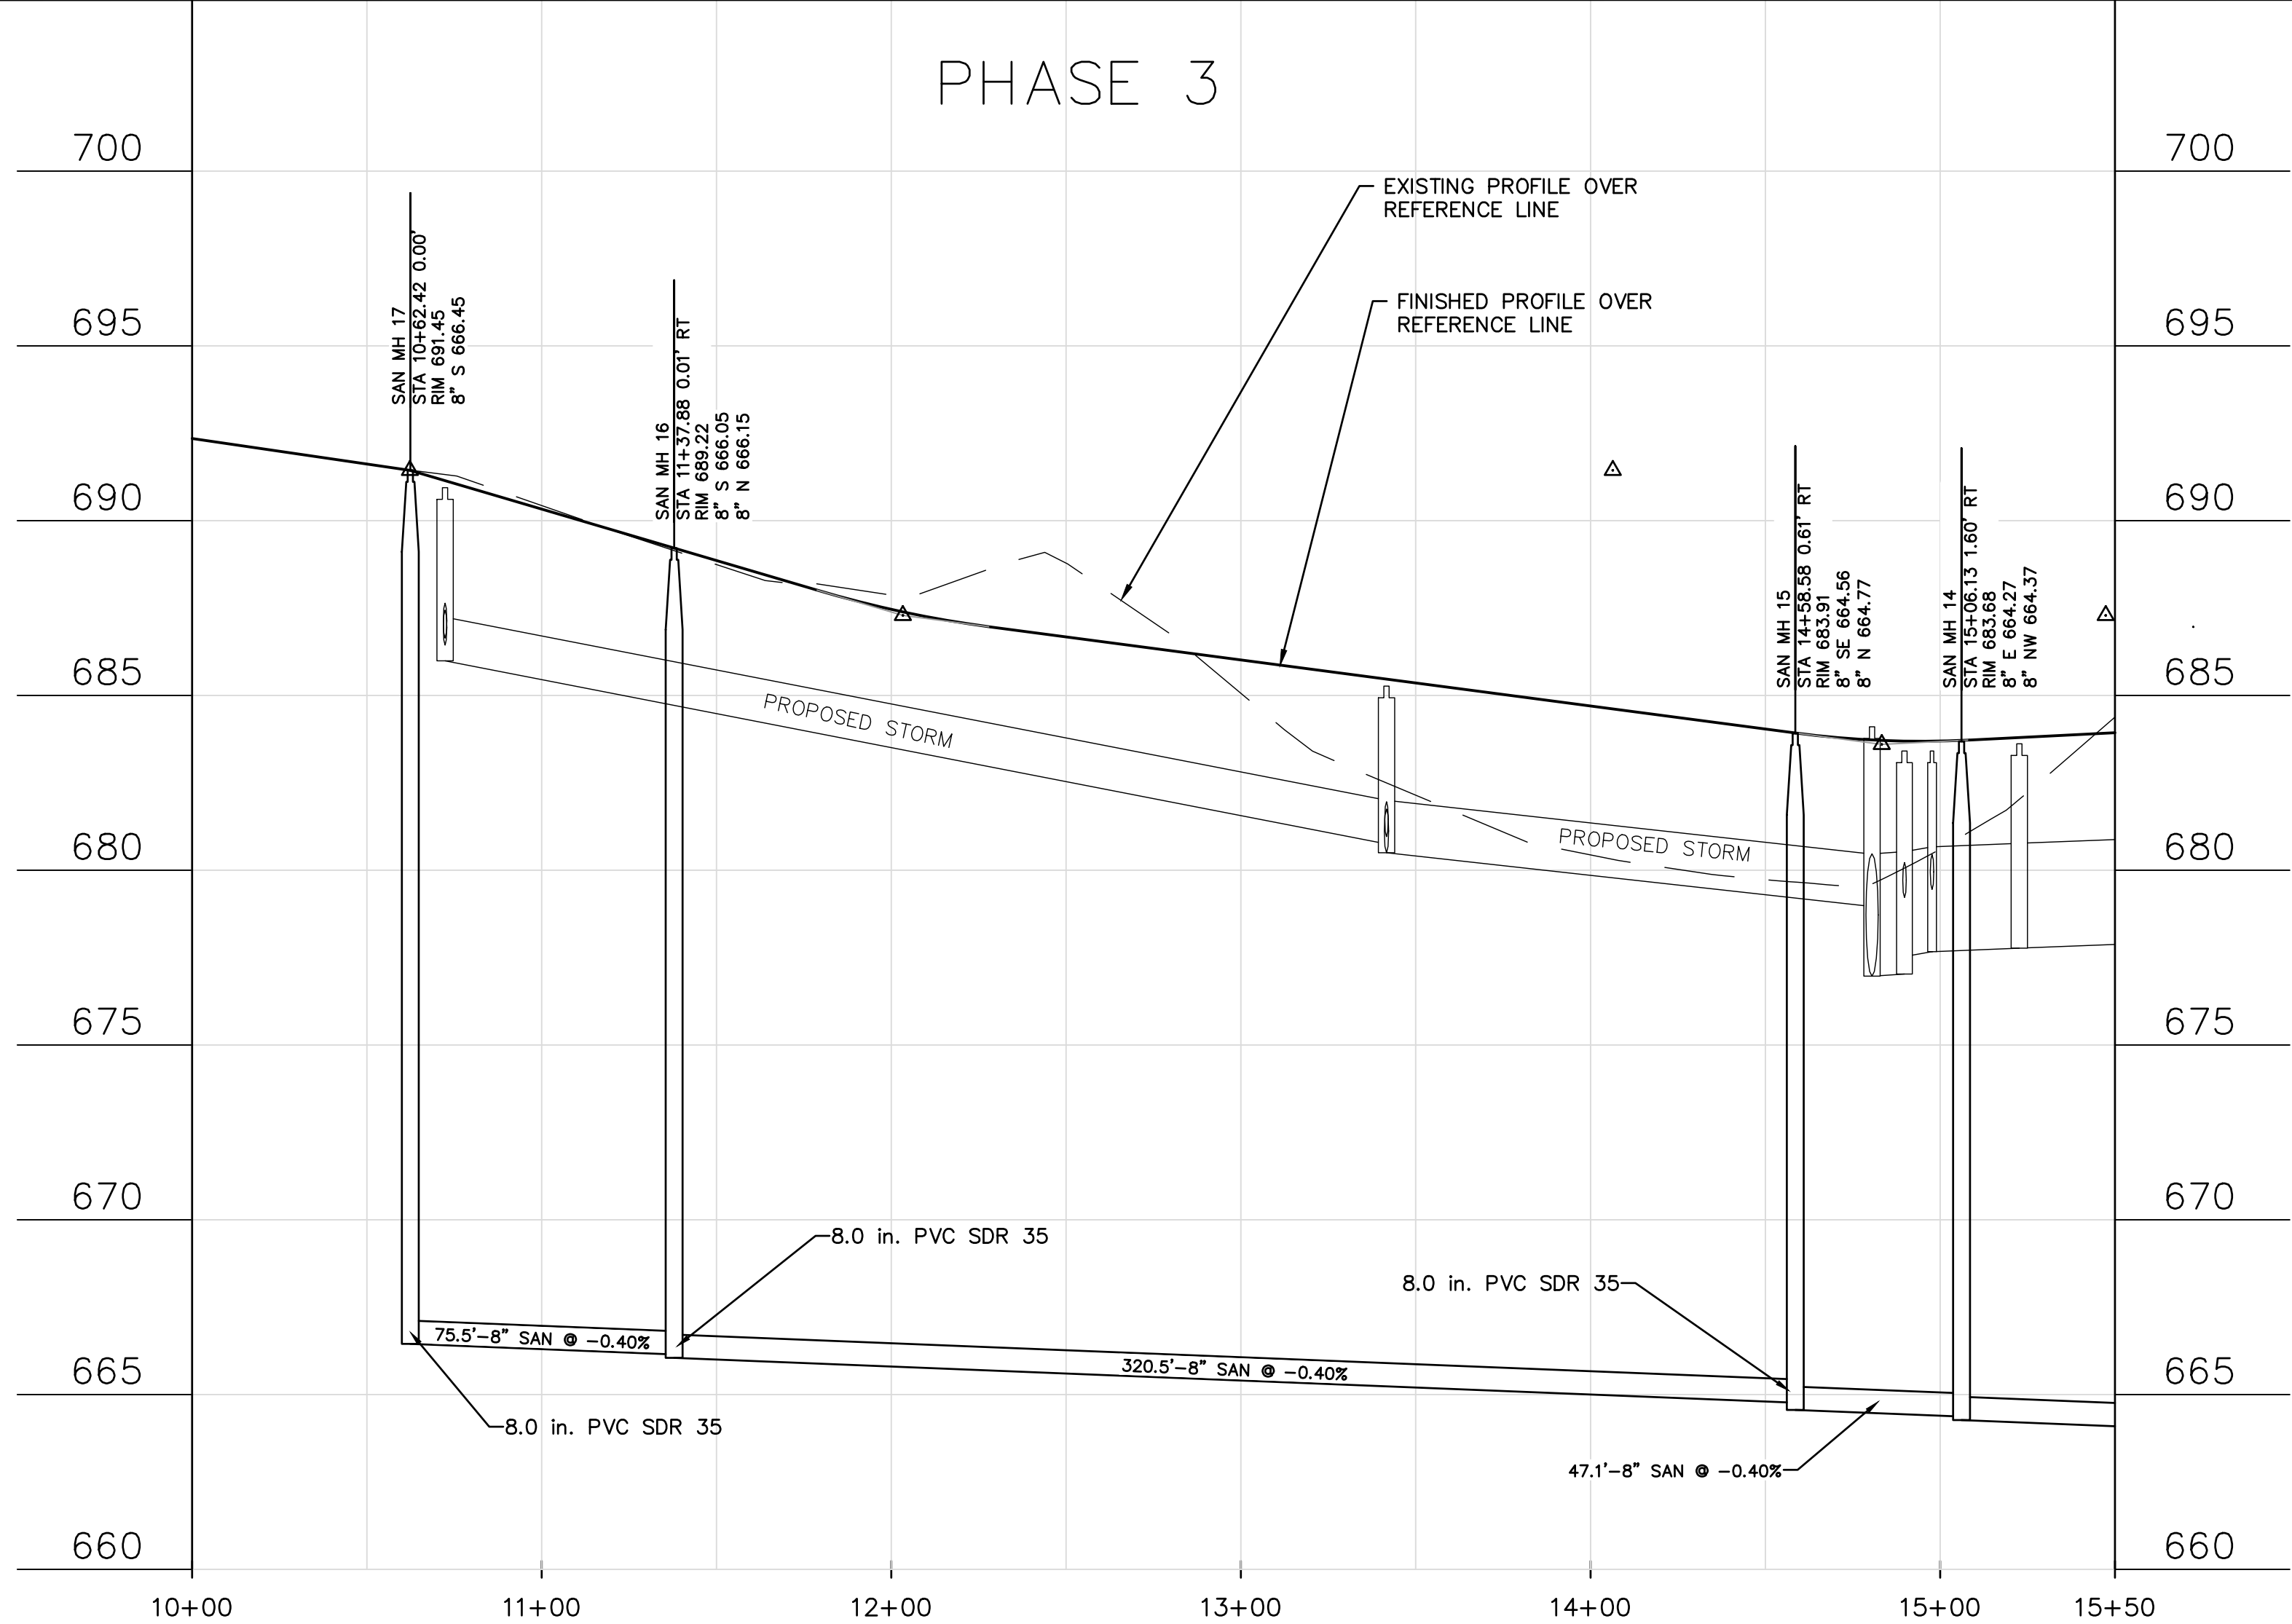 PHASE 3
700
700
EXISTING PROFILE OVER
REFERENCE LINE
695
695
FINISHED PROFILE OVER
REFERENCE LINE
SAN MH 17
STA 10+62.42 0.00'
RIM 691.45
8" S 666.45
SAN MH 16
STA 11+37.88 0.01' RT
RIM 689.22
8" S 666.05
8" N 666.15
SAN MH 15
STA 14+58.58 0.61' RT
RIM 683.91
8" SE 664.56
8" N 664.77
SAN MH 14
STA 15+06.13 1.60' RT
RIM 683.68
8" E 664.27
8" NW 664.37
690
690
685
685
PROPOSED STORM
PROPOSED STORM
680
680
675
675
670
670
8.0 in. PVC SDR 35
8.0 in. PVC SDR 35
75.5'-8" SAN @ -0.40%
320.5'-8" SAN @ -0.40%
665
665
8.0 in. PVC SDR 35
47.1'-8" SAN @ -0.40%
660
660
10+00
11+00
12+00
13+00
14+00
15+00
15+50